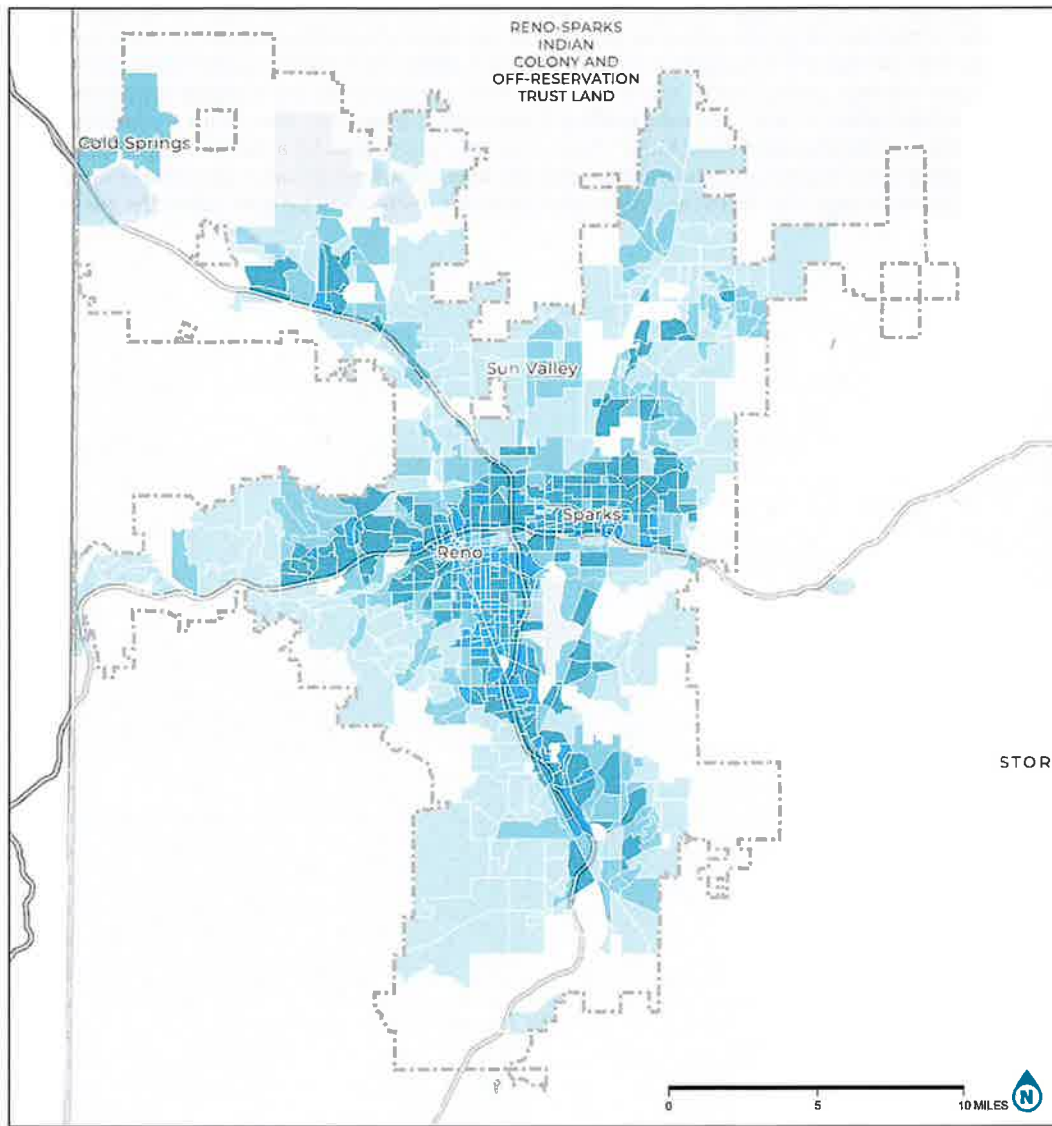 RENO-SPARKS
INDIAN
COLONY AND
OFF-RESERVATION
TRUST LAND
Cold Springs
Sun Valley
Sparks
Reno
STOR
0 5 10 MILES
N